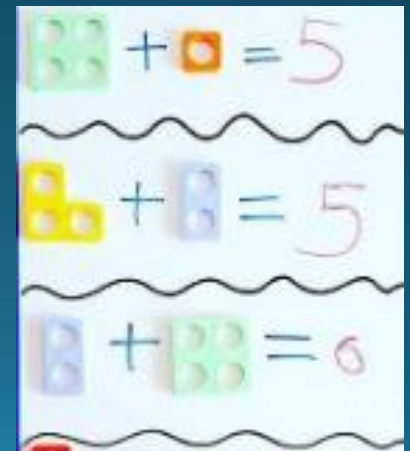 + = 5
+ = 5
+ = 6